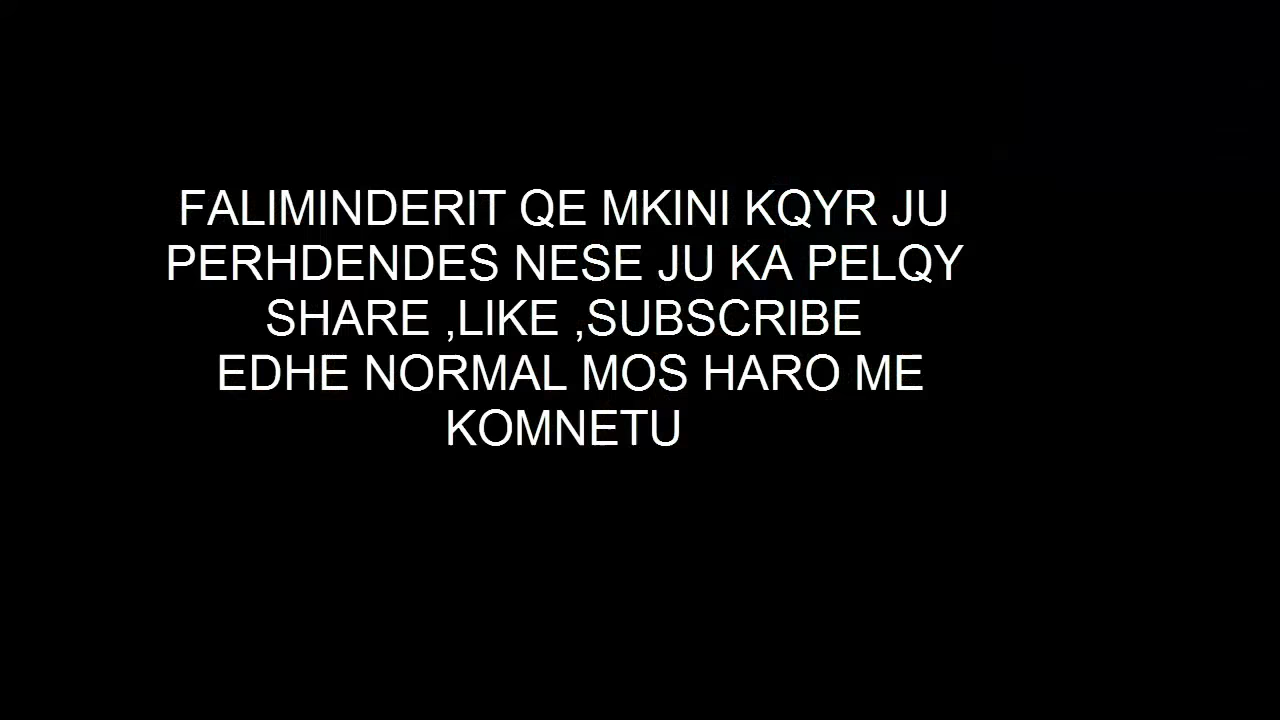 FALIMINDERIT QE MKINI KQYR JU
PERHDENDES NESE JU KA PELQY
SHARE ,LIKE ,SUBSCRIBE
EDHE NORMAL MOS HARO ME
KOMNETU